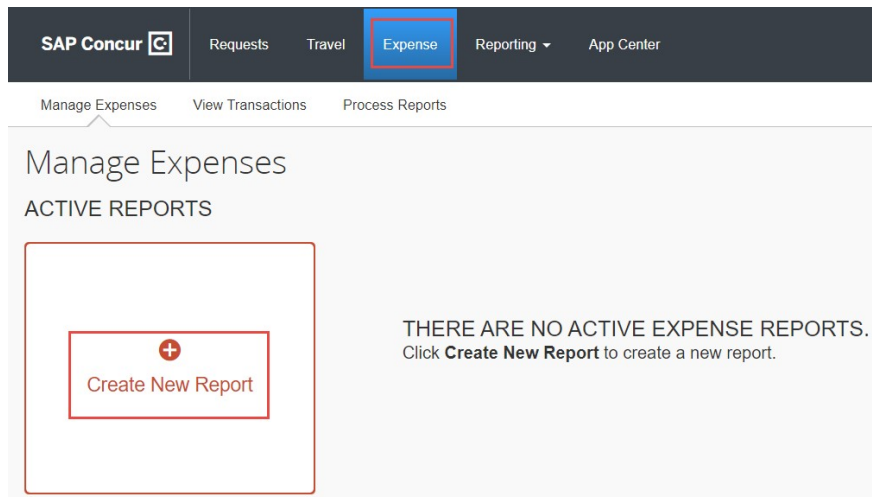 SAP Concur C Requests Travel Expense Reporting App Center
Manage Expenses View Transactions Process Reports
Manage Expenses
ACTIVE REPORTS
THERE ARE NO ACTIVE EXPENSE REPORTS.
Click Create New Report to create a new report.
Create New Report